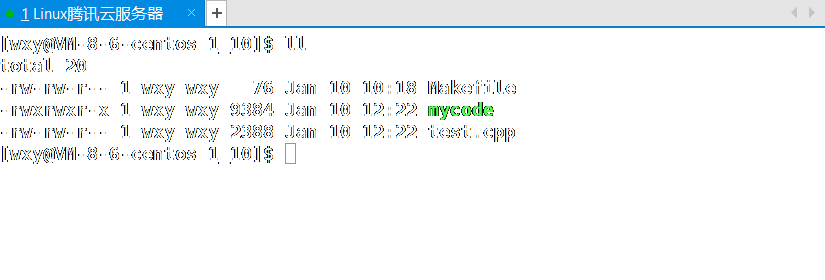 1 Linux腾讯云服务器
[wxy@VM-8-6-centos 1_10]$ ll
total 20
-rw-rw-r-- 1 wxy wxy   76 Jan 10 10:18 Makefile
-rwxrwxr-x 1 wxy wxy 9384 Jan 10 12:22 mycode
-rw-rw-r-- 1 wxy wxy 2388 Jan 10 12:22 test.cpp
[wxy@VM-8-6-centos 1_10]$